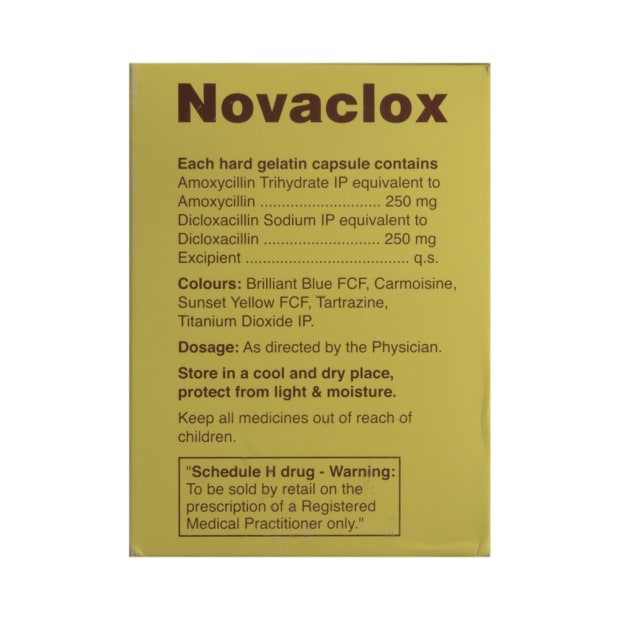 Novaclox
Each hard gelatin capsule contains
Amoxycillin Trihydrate IP equivalent to
Amoxycillin ............................ 250 mg
Dicloxacillin Sodium IP equivalent to
Dicloxacillin ........................... 250 mg
Excipient ...................................... q.s.
Colours: Brilliant Blue FCF, Carmoisine,
Sunset Yellow FCF, Tartrazine,
Titanium Dioxide IP.
Dosage: As directed by the Physician.
Store in a cool and dry place,
protect from light & moisture.
Keep all medicines out of reach of
children.
"Schedule H drug - Warning:
To be sold by retail on the
prescription of a Registered
Medical Practitioner only."